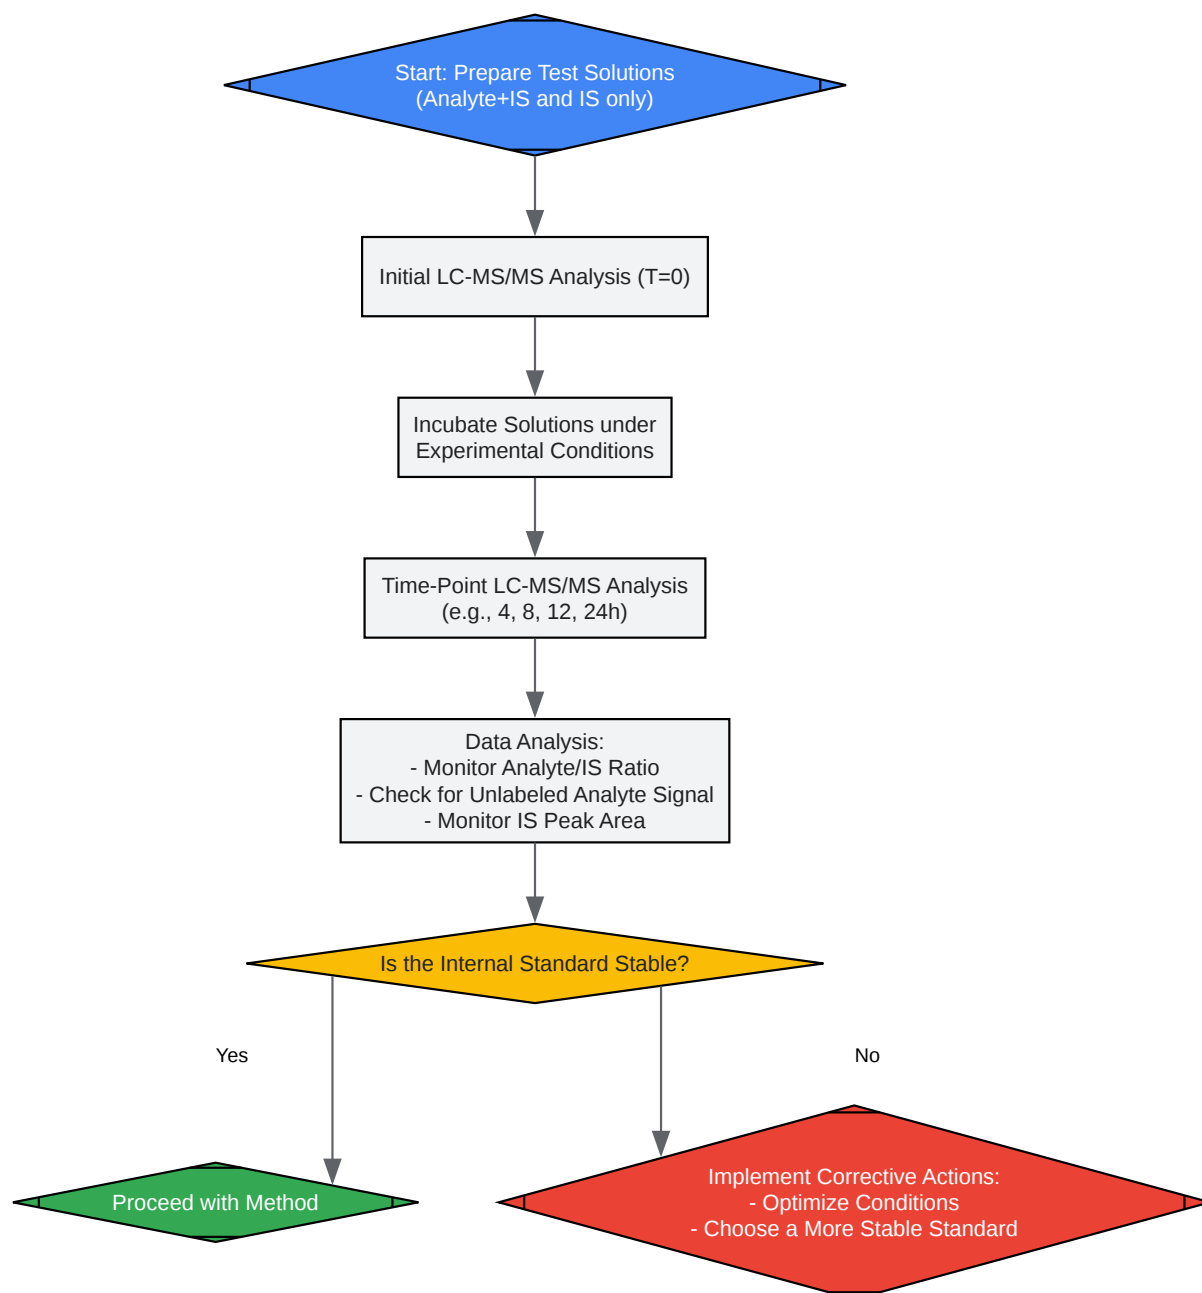 Start: Prepare Test Solutions
(Analyte+IS and IS only)
Initial LC-MS/MS Analysis (T=0)
Incubate Solutions under
Experimental Conditions
Time-Point LC-MS/MS Analysis
(e.g., 4, 8, 12, 24h)
Data Analysis:
- Monitor Analyte/IS Ratio
- Check for Unlabeled Analyte Signal
- Monitor IS Peak Area
Is the Internal Standard Stable?
Yes
No
Proceed with Method
Implement Corrective Actions:
- Optimize Conditions
- Choose a More Stable Standard